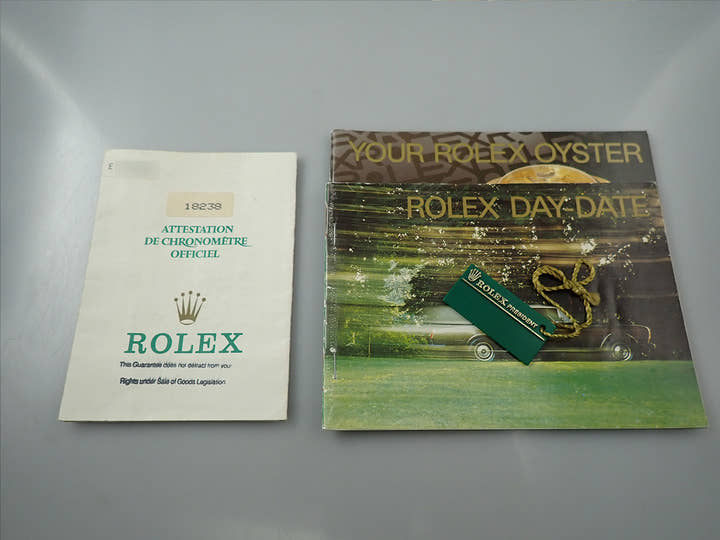 E
18238
ATTESTATION
DE CHRONOMÈTRE
OFFICIEL
ROLEX
This Guarantee does not detract from your
Rights under Sale of Goods Legislation
YOUR ROLEX OYSTER
ROLEX DAY-DATE
ROLEX PRESIDENT